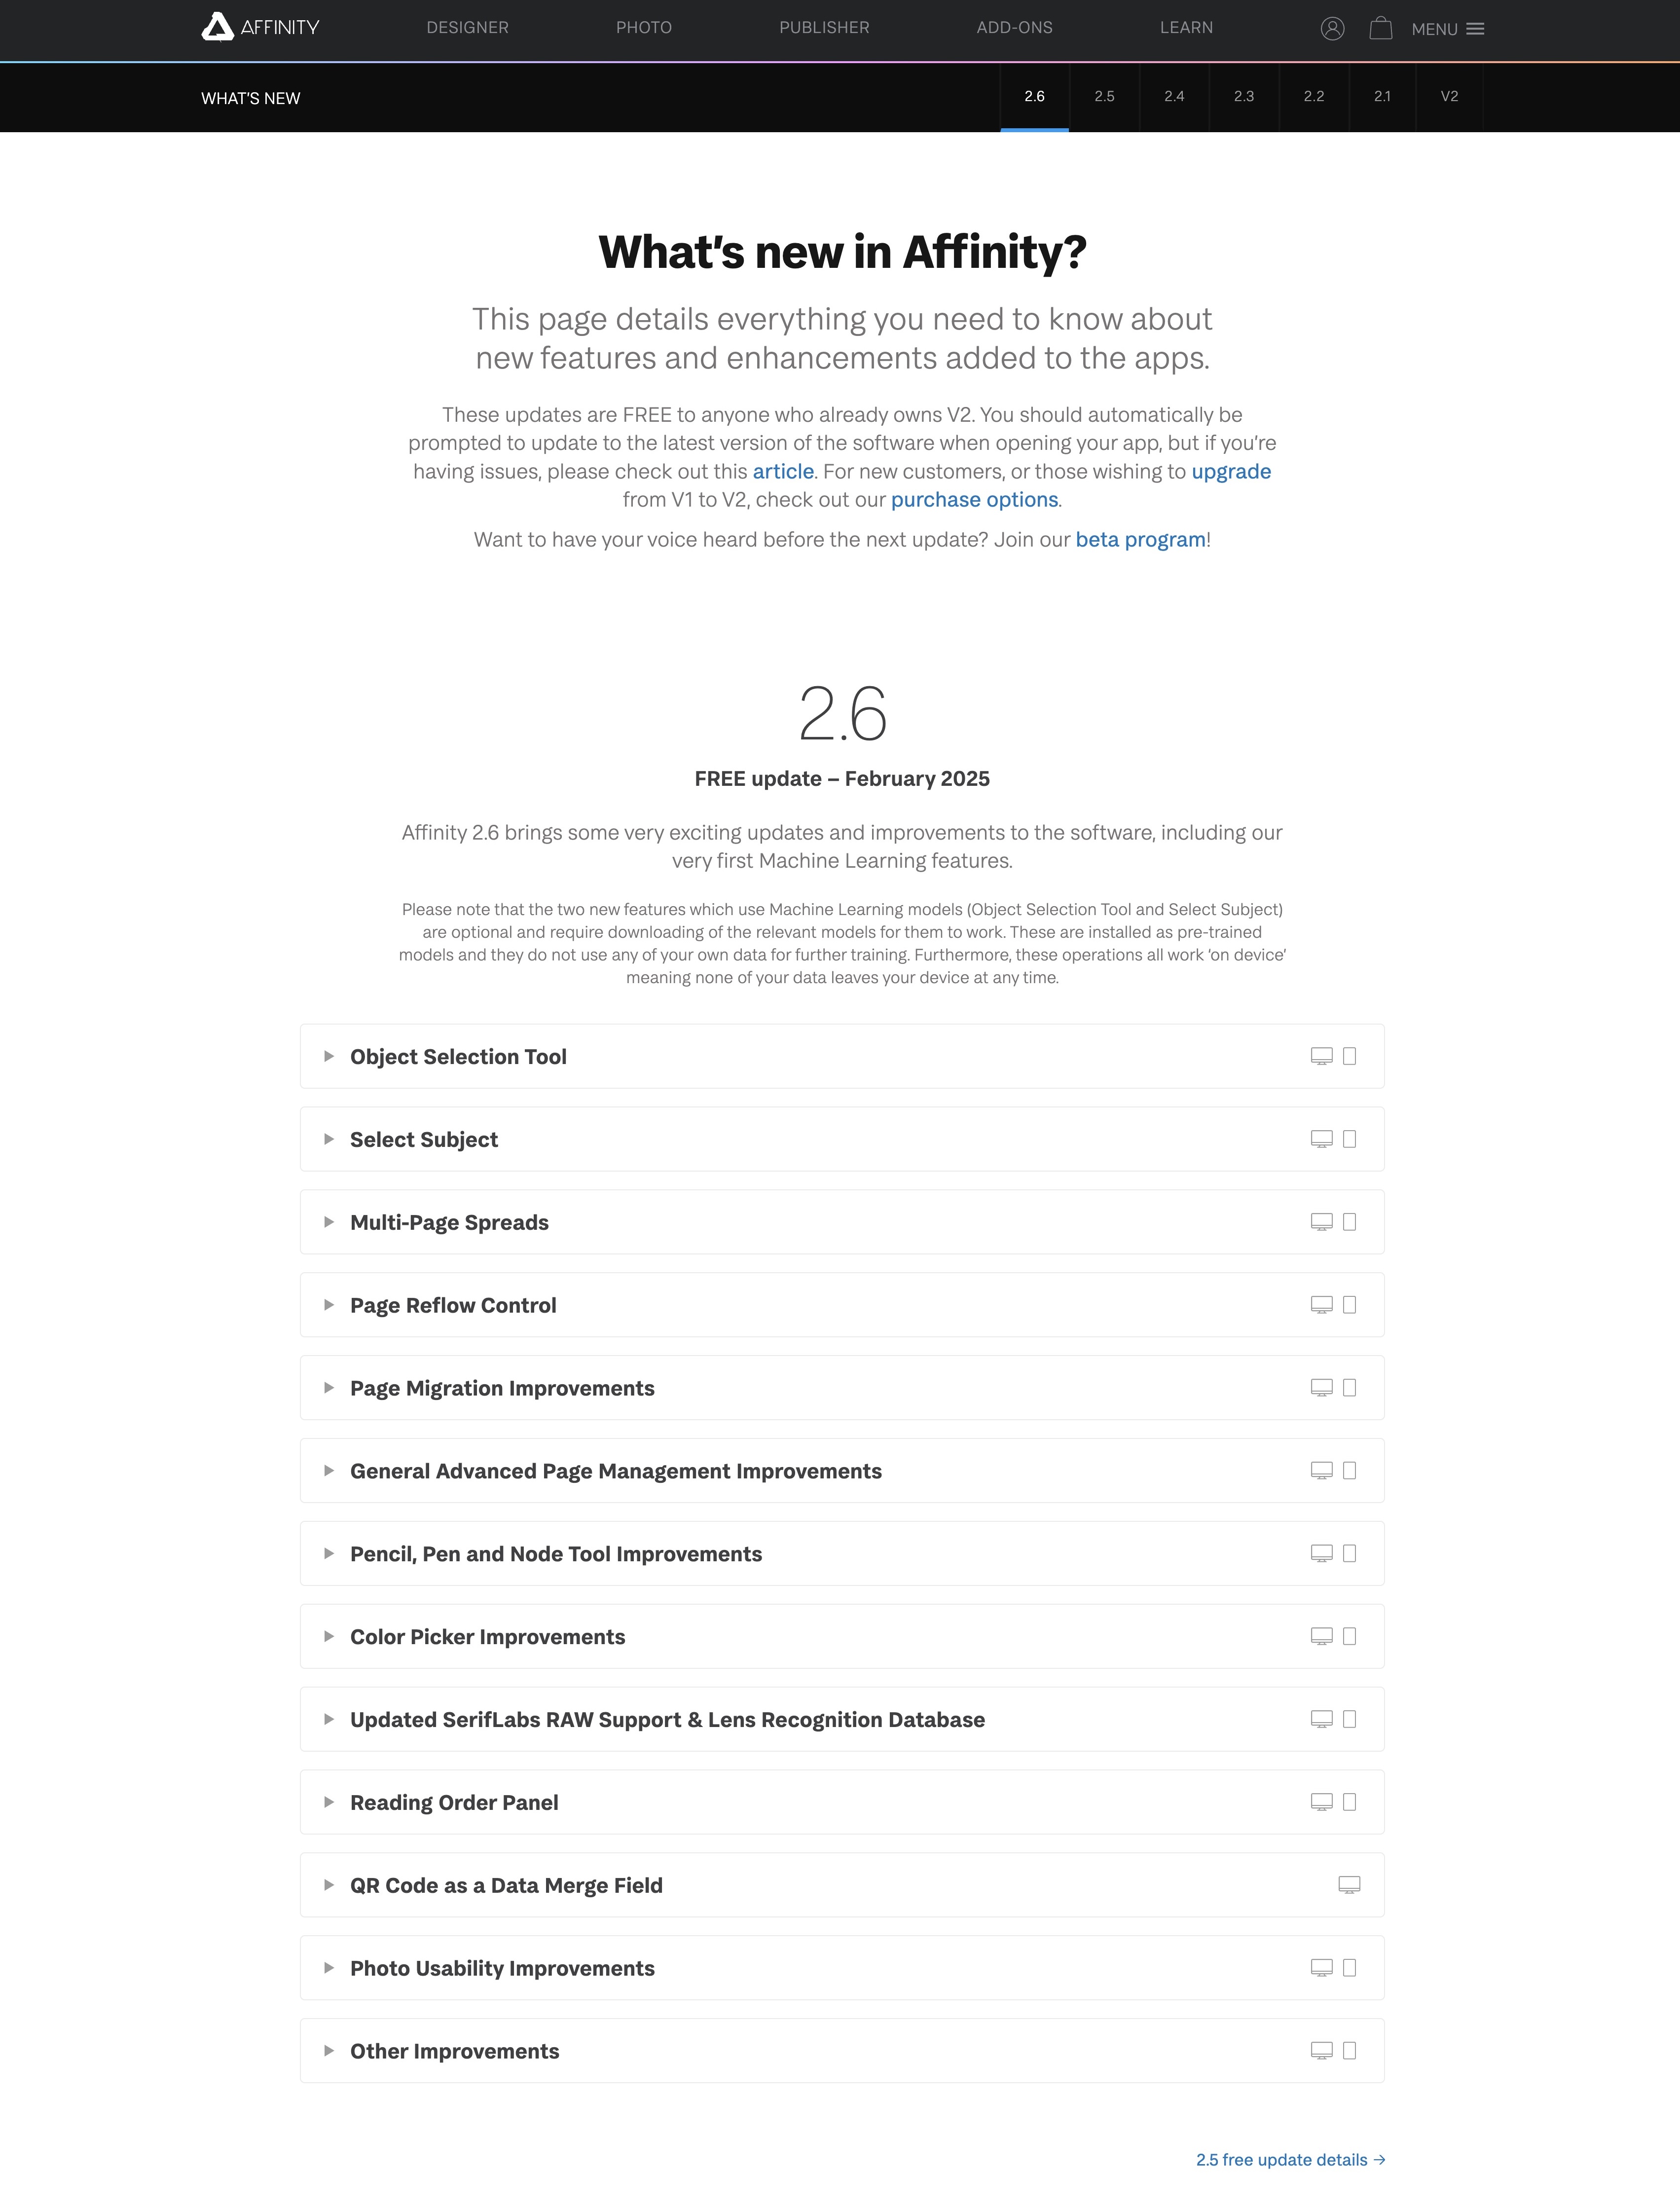 AFFINITY
DESIGNER
PHOTO
PUBLISHER
ADD-ONS
LEARN
MENU
WHAT'S NEW
2.6
2.5
2.4
2.3
2.2
2.1
V2
What's new in Affinity?
This page details everything you need to know about
new features and enhancements added to the apps.
These updates are FREE to anyone who already owns V2. You should automatically be
prompted to update to the latest version of the software when opening your app, but if you're
having issues, please check out this article. For new customers, or those wishing to upgrade
from V1 to V2, check out our purchase options.
Want to have your voice heard before the next update? Join our beta program!
2.6
FREE update – February 2025
Affinity 2.6 brings some very exciting updates and improvements to the software, including our
very first Machine Learning features.
Please note that the two new features which use Machine Learning models (Object Selection Tool and Select Subject)
are optional and require downloading of the relevant models for them to work. These are installed as pre-trained
models and they do not use any of your own data for further training. Furthermore, these operations all work 'on device'
meaning none of your data leaves your device at any time.
Object Selection Tool
Select Subject
Multi-Page Spreads
Page Reflow Control
Page Migration Improvements
General Advanced Page Management Improvements
Pencil, Pen and Node Tool Improvements
Color Picker Improvements
Updated SerifLabs RAW Support & Lens Recognition Database
Reading Order Panel
QR Code as a Data Merge Field
Photo Usability Improvements
Other Improvements
2.5 free update details →